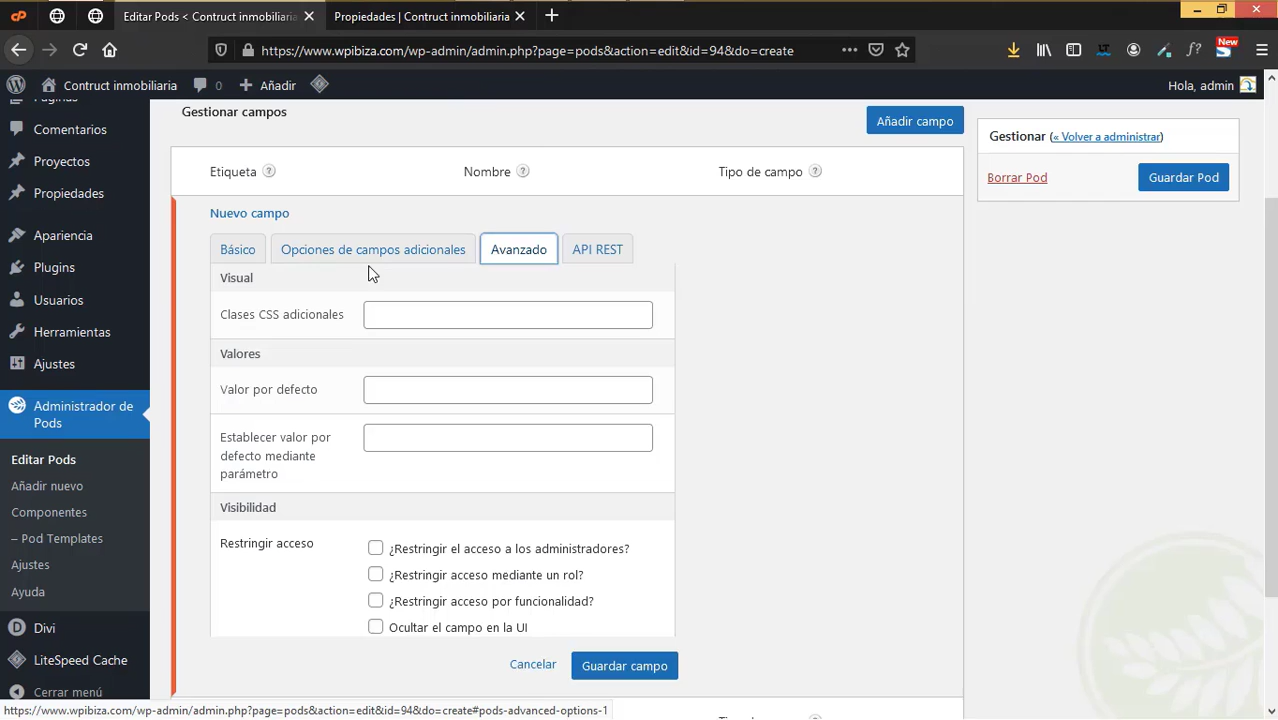 Editar Pods < Contruct inmobiliaria
Propiedades | Contruct inmobiliaria
https://www.wpibiza.com/wp-admin/admin.php?page=pods&action=edit&id=94&do=create
New
Contruct inmobiliaria
0
Añadir
Hola, admin
Páginas
Comentarios
Proyectos
Propiedades
Apariencia
Plugins
Usuarios
Herramientas
Ajustes
Administrador de
Pods
Editar Pods
Añadir nuevo
Componentes
– Pod Templates
Ajustes
Ayuda
Divi
LiteSpeed Cache
Cerrar menú
Gestionar campos
Añadir campo
Etiqueta ?
Nombre ?
Tipo de campo ?
Nuevo campo
Básico
Opciones de campos adicionales
Avanzado
API REST
Visual
Clases CSS adicionales
Valores
Valor por defecto
Establecer valor por
defecto mediante
parámetro
Visibilidad
Restringir acceso
¿Restringir el acceso a los administradores?
¿Restringir acceso mediante un rol?
¿Restringir acceso por funcionalidad?
Ocultar el campo en la UI
Cancelar
Guardar campo
Gestionar (« Volver a administrar)
Borrar Pod
Guardar Pod
https://www.wpibiza.com/wp-admin/admin.php?page=pods&action=edit&id=94&do=create#pods-advanced-options-1